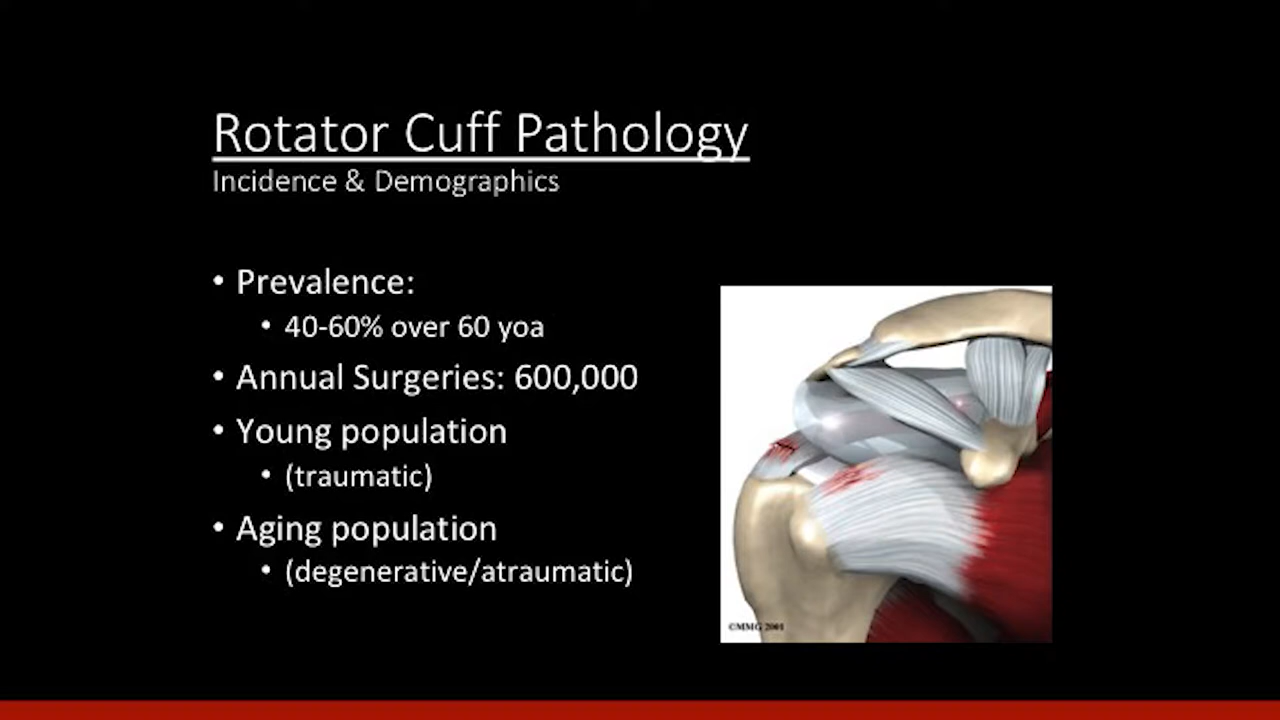 Rotator Cuff Pathology
Incidence & Demographics
• Prevalence:
• 40-60% over 60 yoa
• Annual Surgeries: 600,000
• Young population
• (traumatic)
• Aging population
• (degenerative/atraumatic)
©MMG 2001